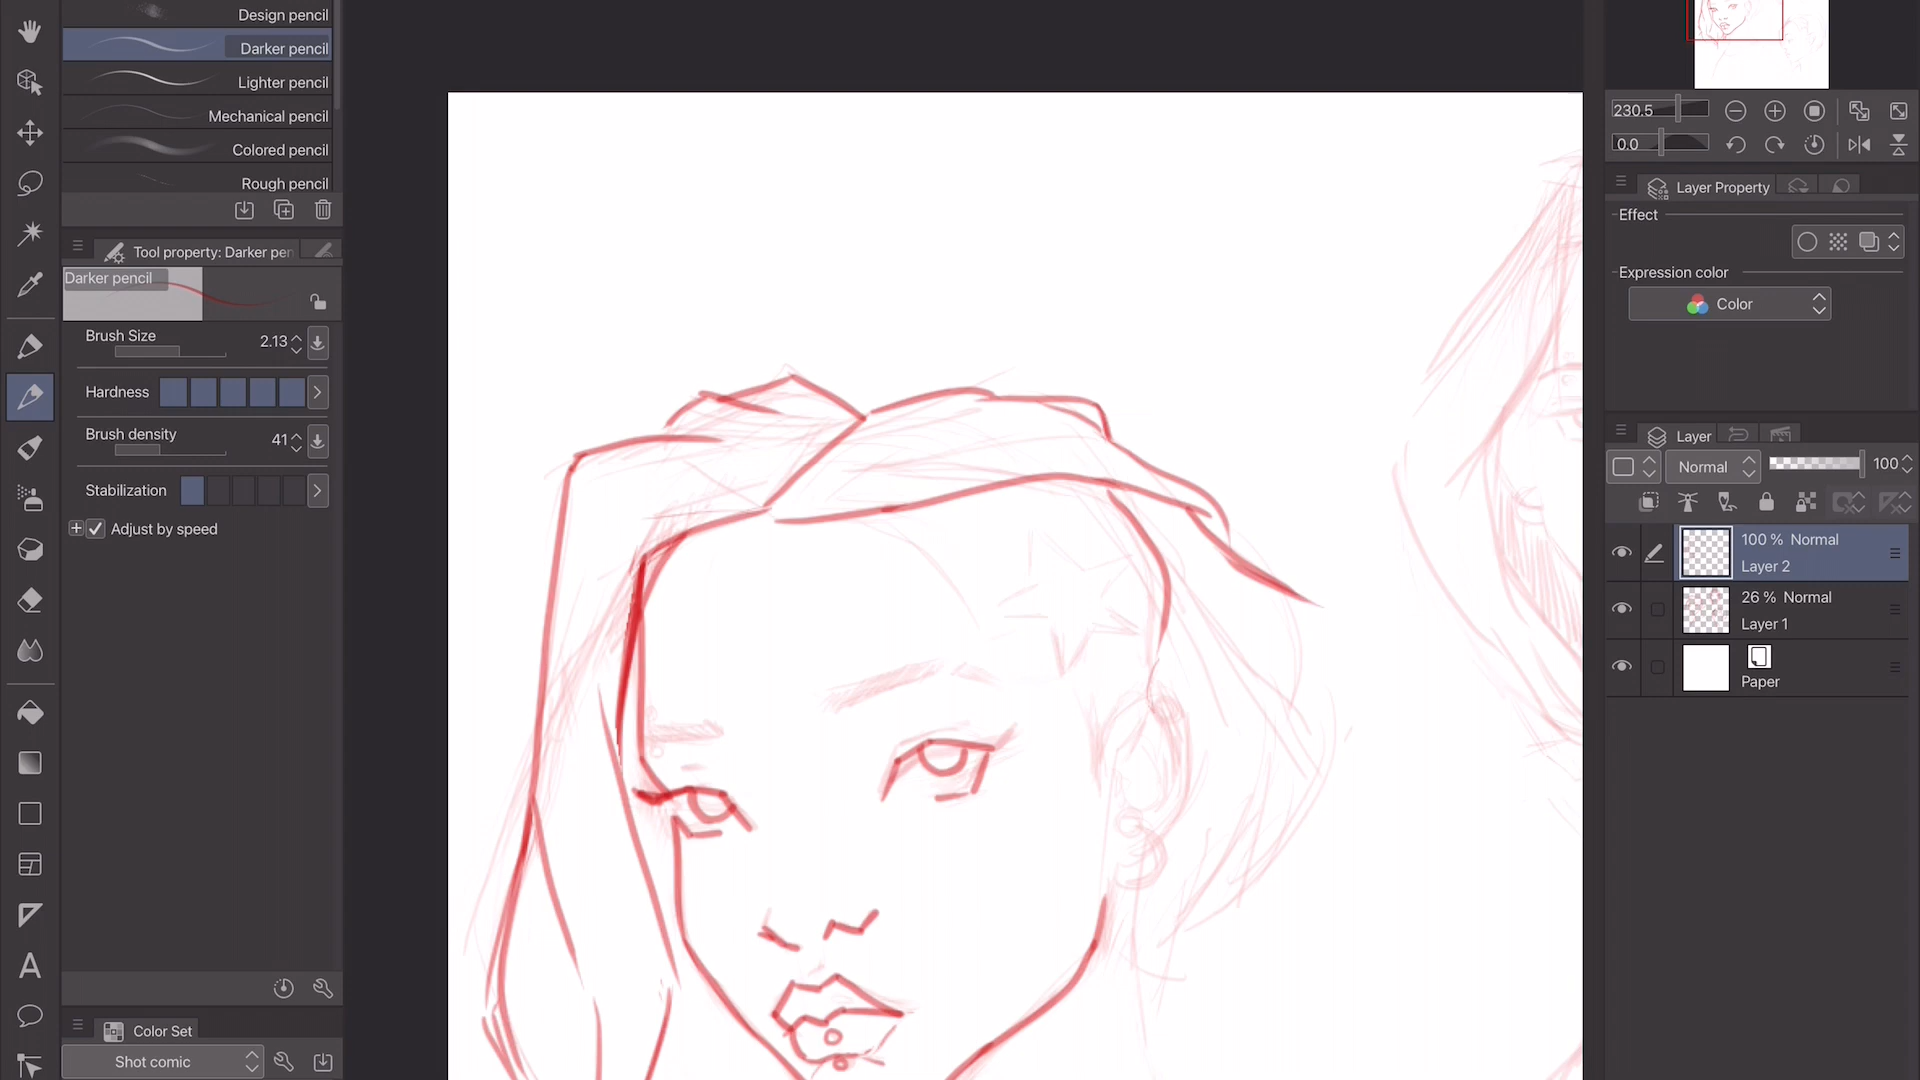 Design pencil
Darker pencil
Lighter pencil
Mechanical pencil
Colored pencil
Rough pencil
Tool property: Darker pen
Darker pencil
Brush Size 2.13
Hardness
Brush density 41
Stabilization
Adjust by speed
Color Set
Shot comic
230.5
0.0
Layer Property
Effect
Expression color
Color
Layer
Normal 100
100 % Normal
Layer 2
26 % Normal
Layer 1
Paper